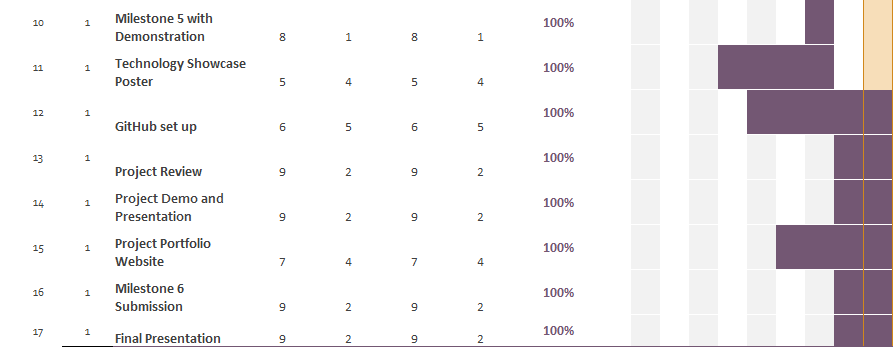 10 1 Milestone 5 with
Demonstration 8 1 8 1 100%
11 1 Technology Showcase
Poster 5 4 5 4 100%
12 1
GitHub set up 6 5 6 5 100%
13 1
Project Review 9 2 9 2 100%
14 1 Project Demo and
Presentation 9 2 9 2 100%
15 1 Project Portfolio
Website 7 4 7 4 100%
16 1 Milestone 6
Submission 9 2 9 2 100%
17 1
Final Presentation 9 2 9 2 100%